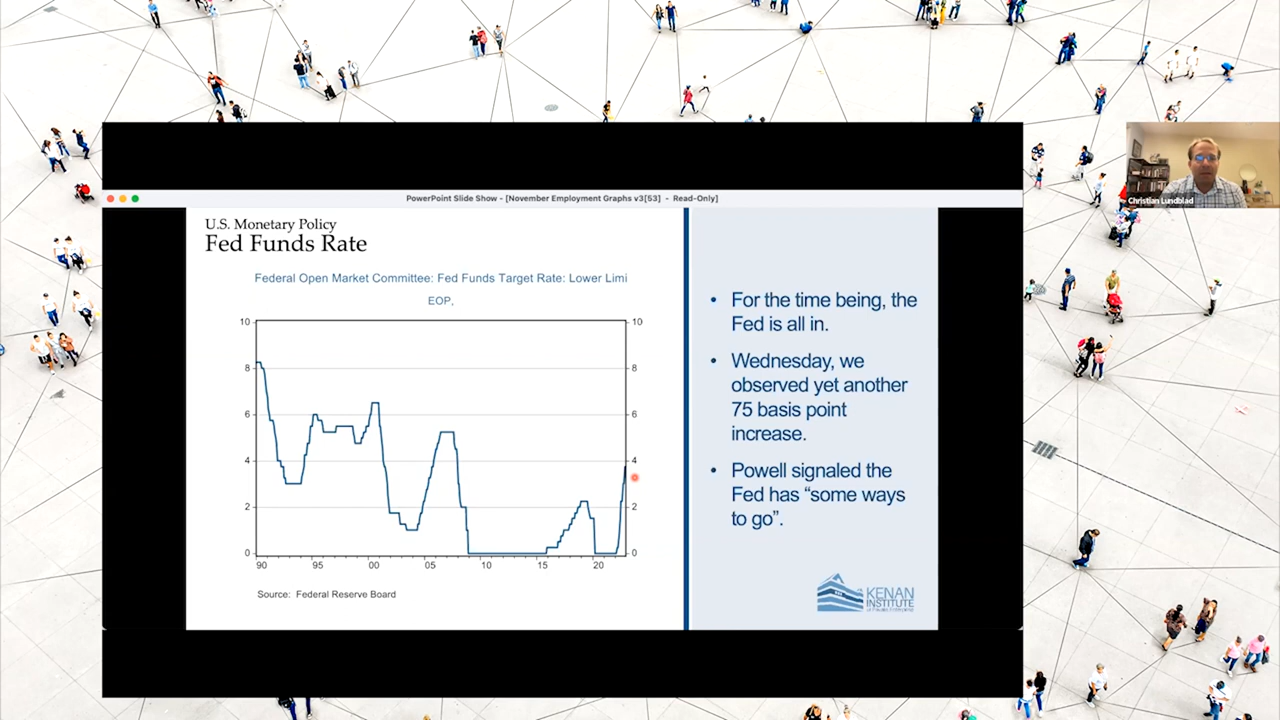 PowerPoint Slide Show - [November Employment Graphs v3[53] - Read-Only]
Christian Lundblad
U.S. Monetary Policy
Fed Funds Rate
Federal Open Market Committee: Fed Funds Target Rate: Lower Limi
EOP,
10 10
8 8
6 6
4 4
2 2
0 0
90 95 00 05 10 15 20
Source: Federal Reserve Board
• For the time being, the
Fed is all in.
• Wednesday, we
observed yet another
75 basis point
increase.
• Powell signaled the
Fed has “some ways
to go”.
KENAN
INSTITUTE